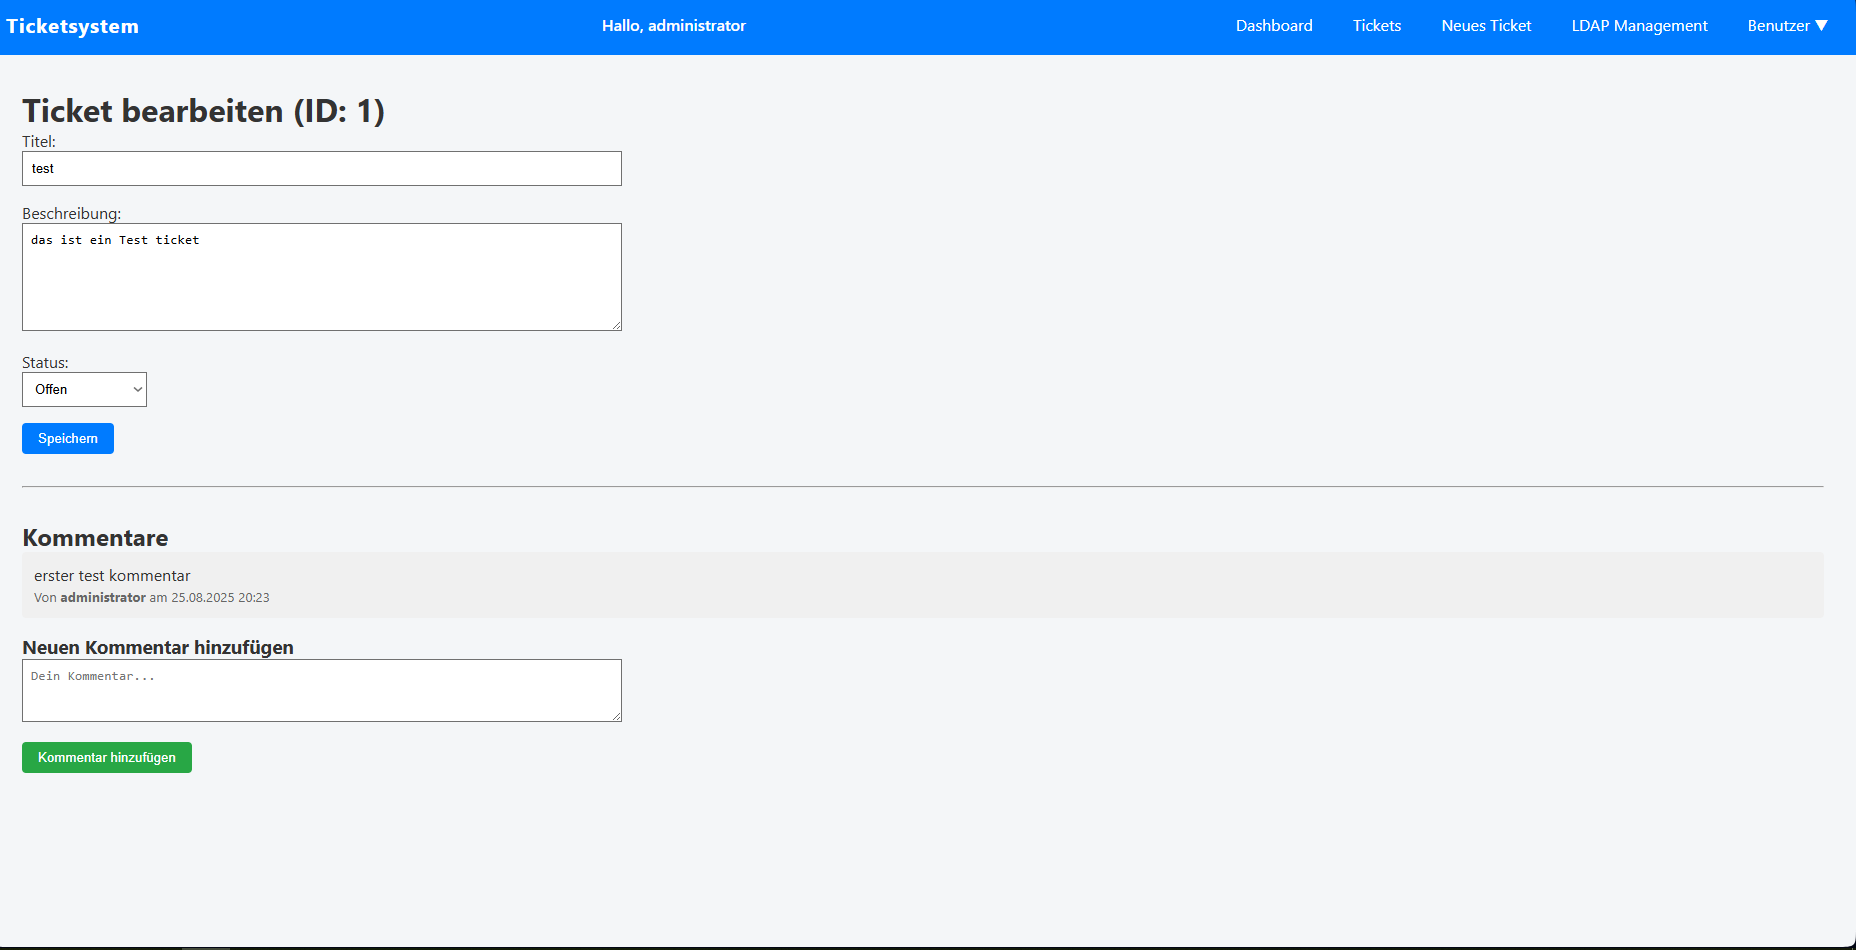 Ticketsystem
Hallo, administrator
Dashboard
Tickets
Neues Ticket
LDAP Management
Benutzer ▼
Ticket bearbeiten (ID: 1)
Titel:
test
Beschreibung:
das ist ein Test ticket
Status:
Offen
Speichern
Kommentare
erster test kommentar
Von administrator am 25.08.2025 20:23
Neuen Kommentar hinzufügen
Dein Kommentar...
Kommentar hinzufügen